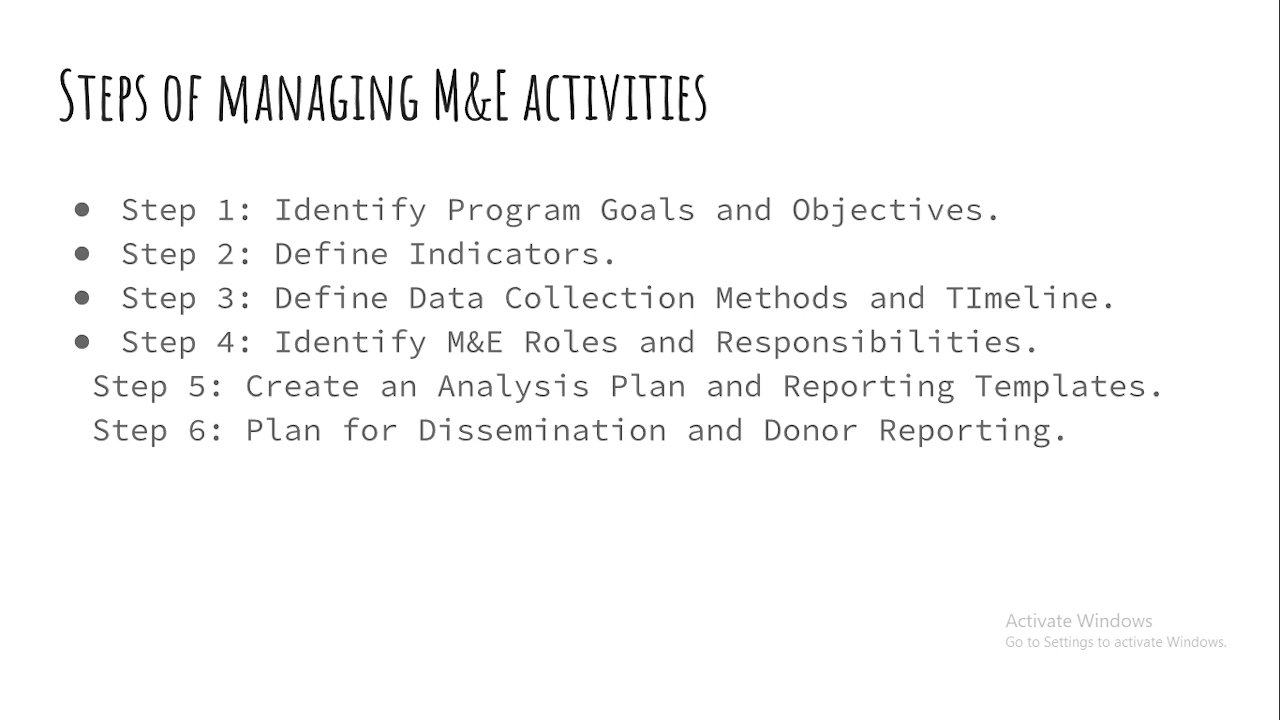 Steps of managing M&E activities
● Step 1: Identify Program Goals and Objectives.
● Step 2: Define Indicators.
● Step 3: Define Data Collection Methods and TImeline.
● Step 4: Identify M&E Roles and Responsibilities.
Step 5: Create an Analysis Plan and Reporting Templates.
Step 6: Plan for Dissemination and Donor Reporting.
Activate Windows
Go to Settings to activate Windows.